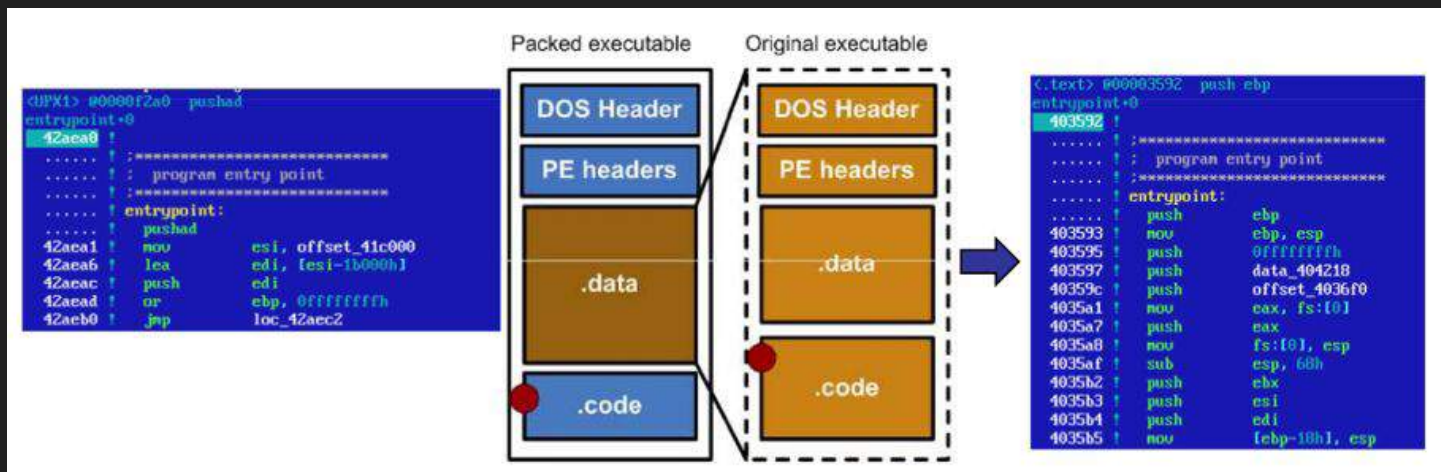 Packed executable
Original executable
<UPX1> @0000f2a0 pushad
entrypoint+0
42aea0 !
...... ! ;****************************
...... ! ; program entry point
...... ! ;****************************
...... ! entrypoint:
...... ! pushad
42aea1 ! mov esi, offset_41c000
42aea6 ! lea edi, [esi-1b000h]
42aeac ! push edi
42aead ! or ebp, 0ffffffffh
42aeb0 ! jmp loc_42aec2
DOS Header
PE headers
.data
.code
DOS Header
PE headers
.data
.code
<.text> @00003592 push ebp
entrypoint+0
403592 !
...... ! ;****************************
...... ! ; program entry point
...... ! ;****************************
...... ! entrypoint:
...... ! push ebp
403593 ! mov ebp, esp
403595 ! push 0ffffffffh
403597 ! push data_404218
40359c ! push offset_4036f0
4035a1 ! mov eax, fs:[0]
4035a7 ! push eax
4035a8 ! mov fs:[0], esp
4035af ! sub esp, 68h
4035b2 ! push ebx
4035b3 ! push esi
4035b4 ! push edi
4035b5 ! mov [ebp-18h], esp